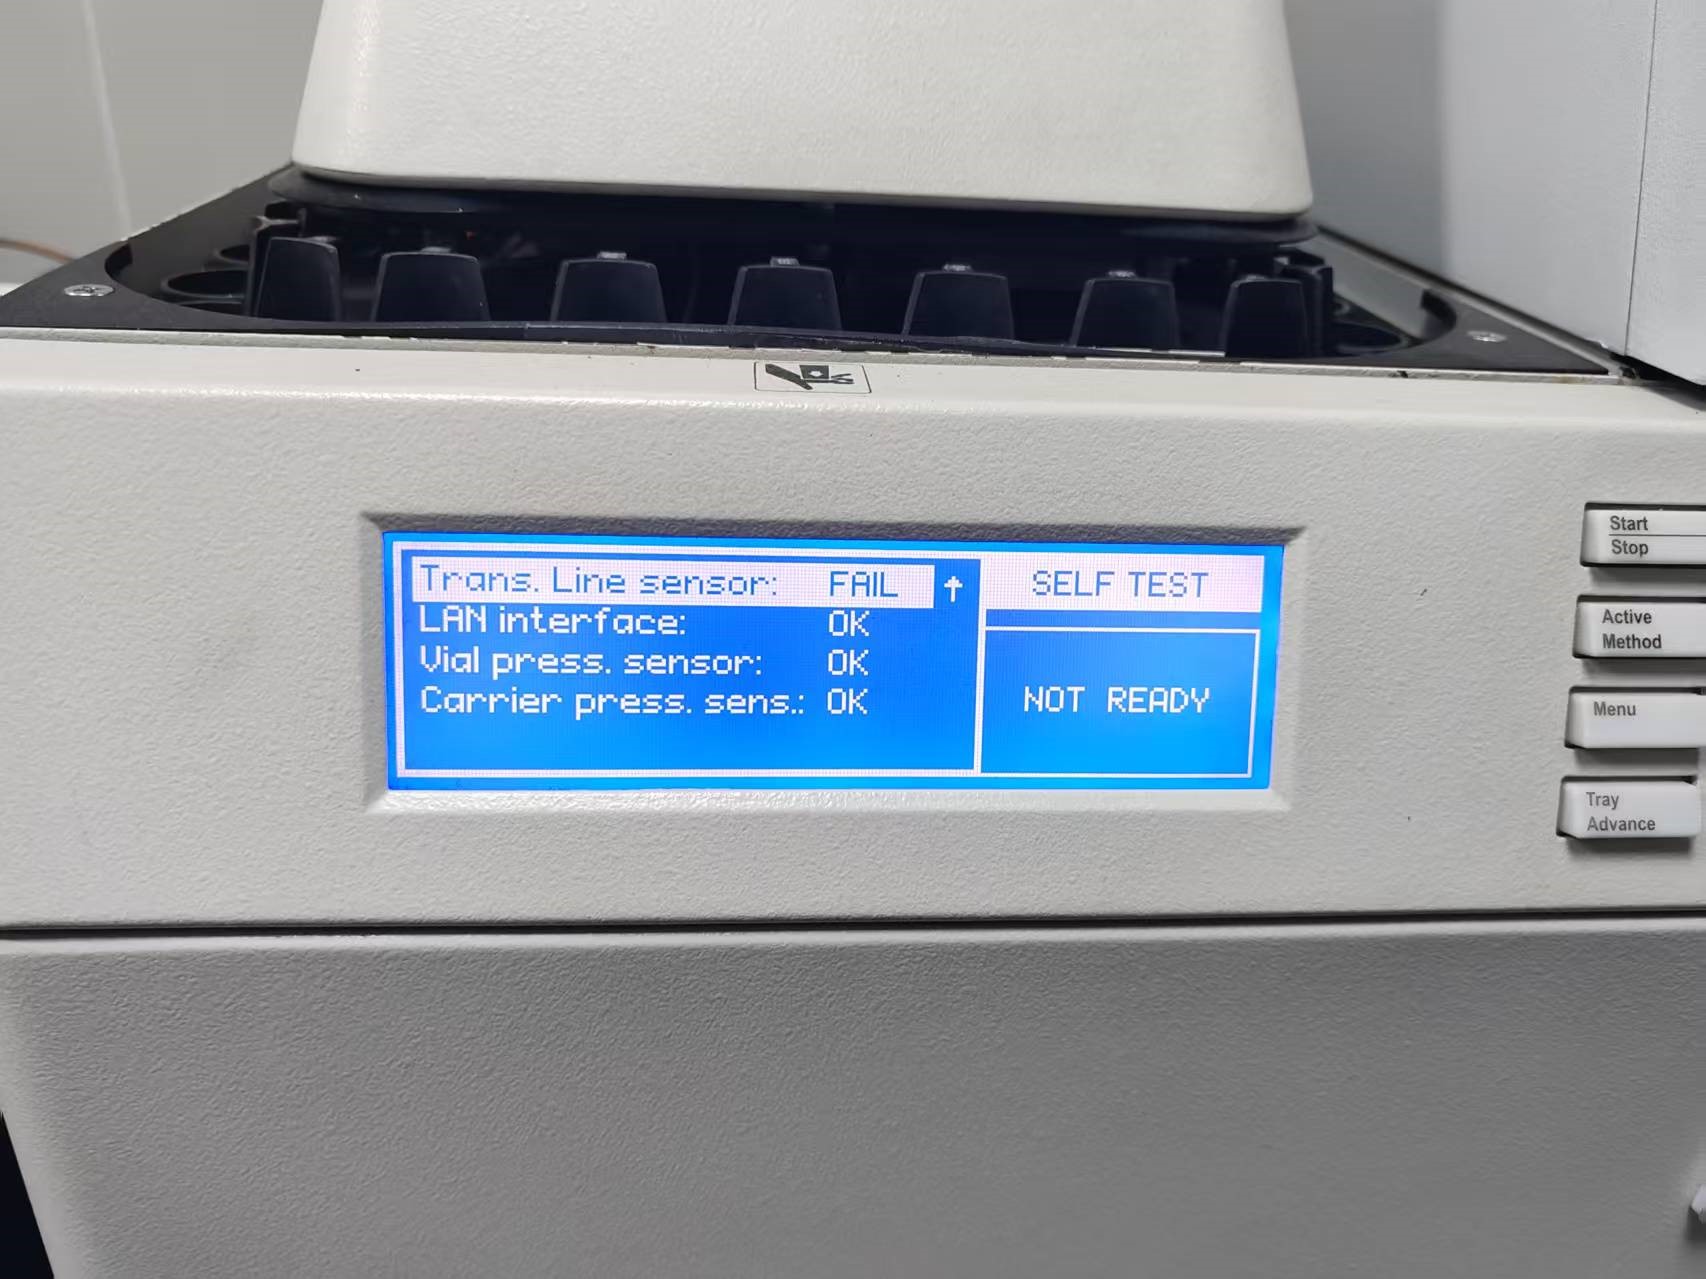 Trans. Line sensor: FAIL ↑
LAN interface: OK
Vial press. sensor: OK
Carrier press. sens.: OK
SELF TEST
NOT READY
Start
Stop
Active
Method
Menu
Tray
Advance